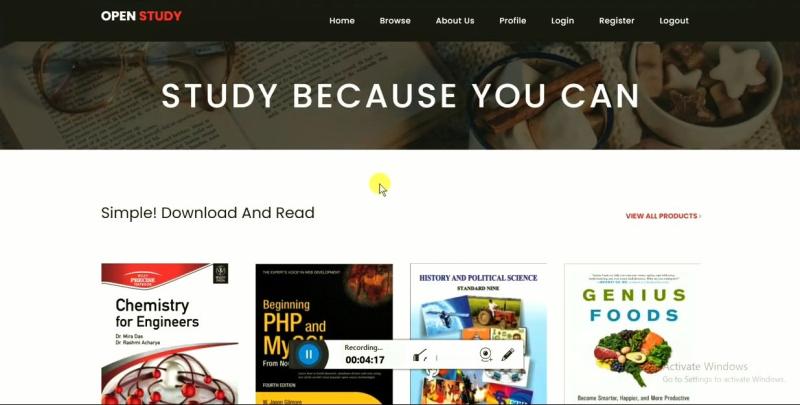 OPEN STUDY
Home Browse About Us Profile Login Register Logout
STUDY BECAUSE YOU CAN
Simple! Download And Read
VIEW ALL PRODUCTS ›
WILEY
PRECISE
TEXTBOOK
Chemistry
for Engineers
Dr. Mira Das
Dr. Rashmi Acharya
THE EXPERT'S VOICE IN WEB DEVELOPMENT
Beginning
PHP and
MySQL
From No
FOURTH EDITION
W. Jason Gilmore
HISTORY AND POLITICAL SCIENCE
STANDARD NINE
GENIUS
FOODS
Become Smarter, Happier, and More Productive
Recording...
00:04:17
Activate Windows
Go to Settings to activate Windows.